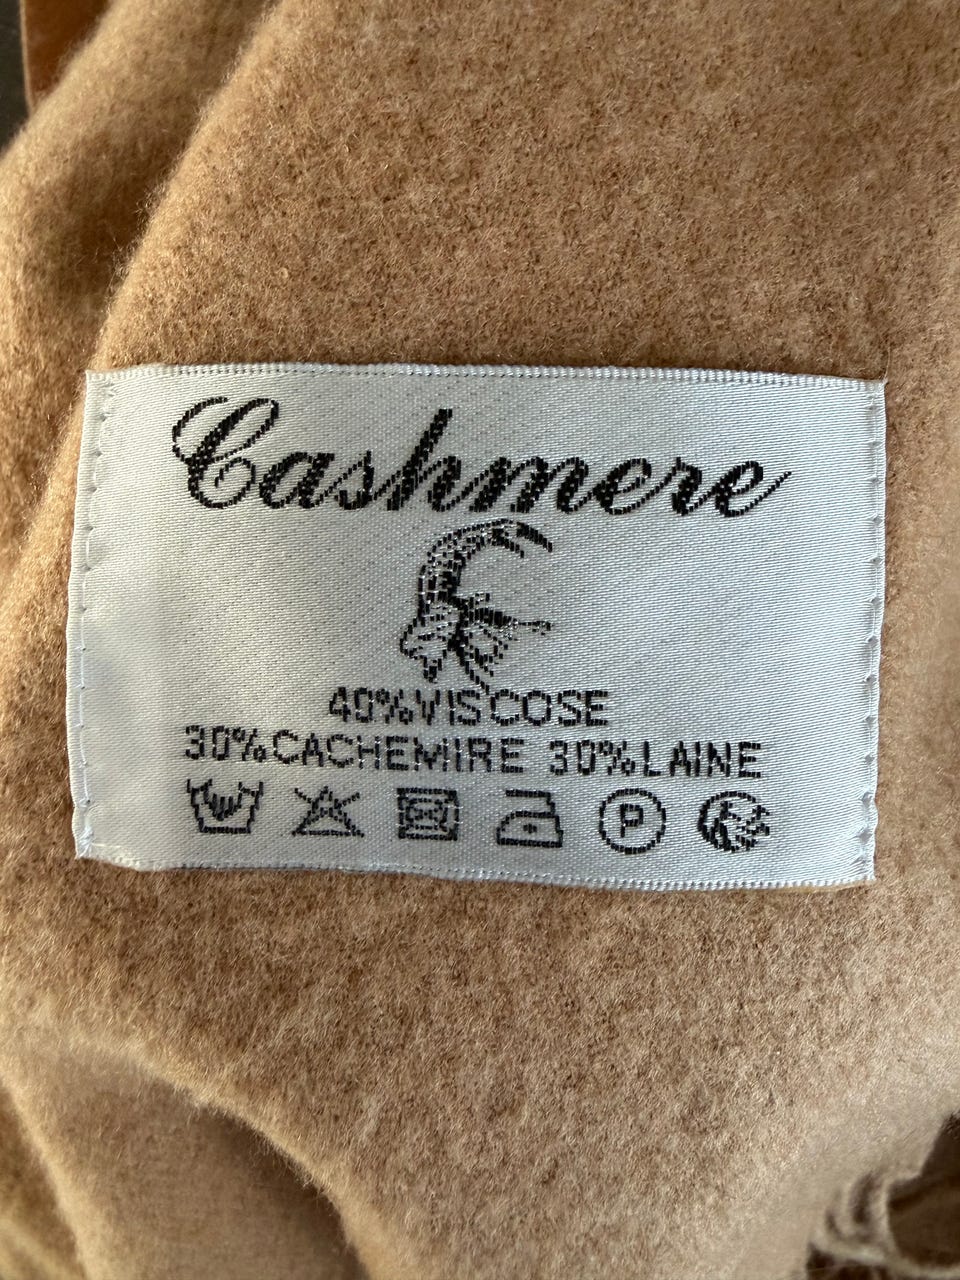 Cashmere
40%VISCOSE
30%CACHEMIRE 30%LAINE
P